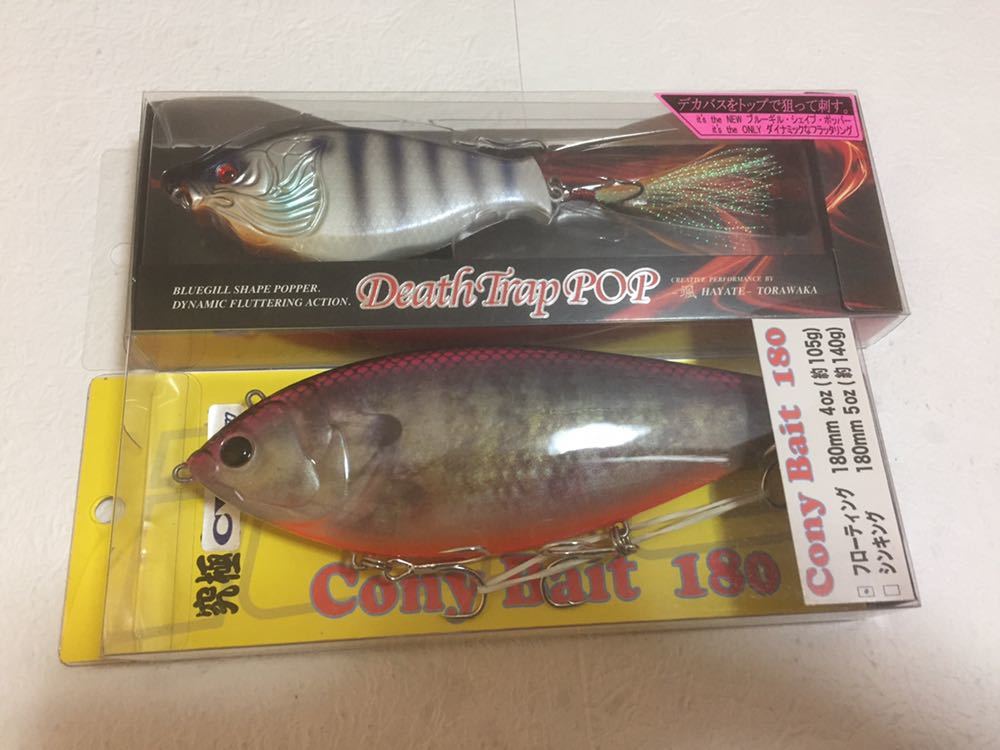 デカバスをトップで狙って刺す。
it's the NEW ブルーギル・シェイプ・ポッパー
it's the ONLY ダイナミックなフラッタリング
BLUEGILL SHAPE POPPER.
DYNAMIC FLUTTERING ACTION.
Death Trap POP
CREATIVE PERFORMANCE BY
-颯 HAYATE- TORAWAKA
究極
Cony Bait 180
Cony Bait 180
フローティング 180mm 4oz (約105g)
シンキング 180mm 5oz (約140g)